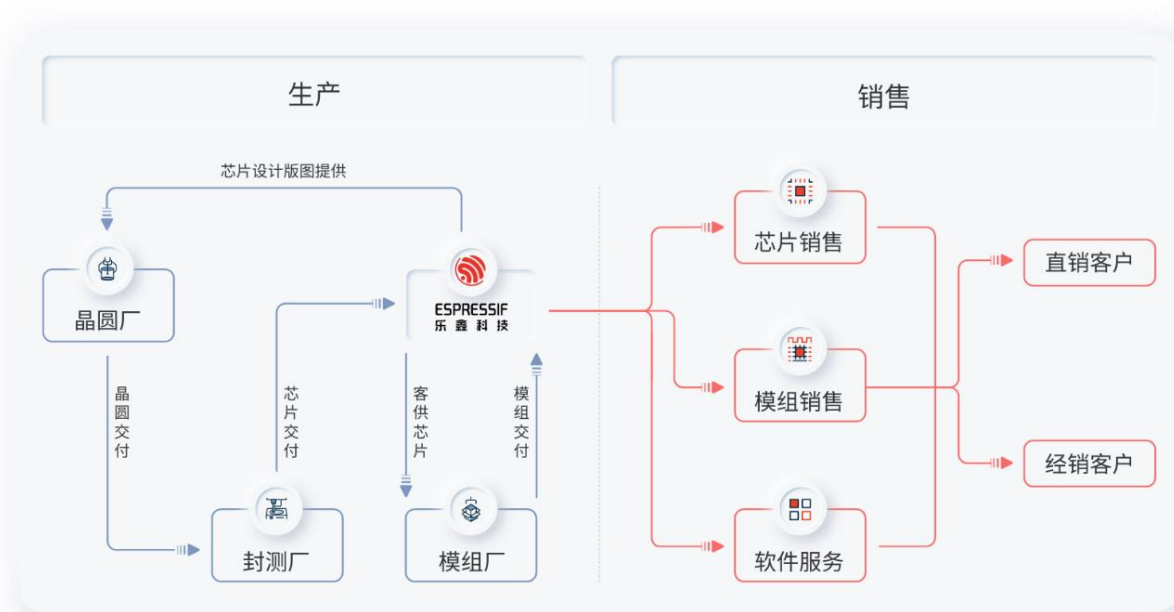 生产
销售
芯片设计版图提供
晶圆厂
ESPRESSIF
乐鑫科技
芯片销售
直销客户
晶圆交付
芯片交付
客供芯片
模组交付
模组销售
经销客户
封测厂
模组厂
软件服务